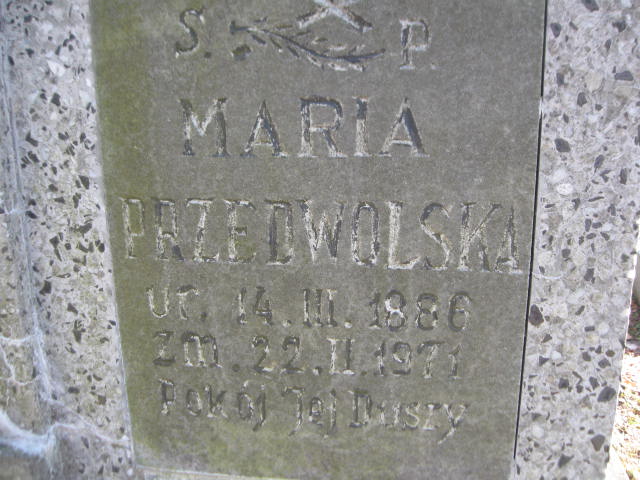 S. P.
MARIA
PRZEDWOLSKA
ur. 14.III.1886
zm. 22.II.1971
Pokój Jej Duszy